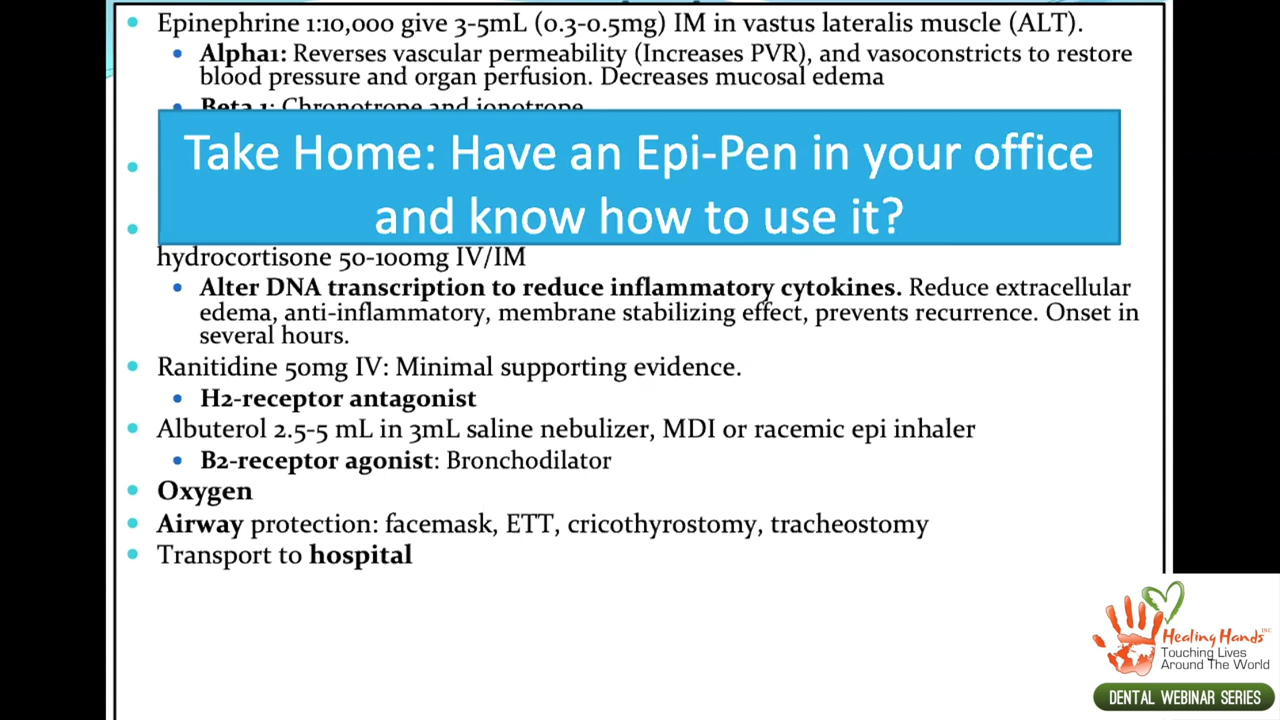 Epinephrine 1:10,000 give 3-5mL (0.3-0.5mg) IM in vastus lateralis muscle (ALT).
Alpha1: Reverses vascular permeability (Increases PVR), and vasoconstricts to restore
blood pressure and organ perfusion. Decreases mucosal edema
Beta 1: Chronotrope and ionotrope
Take Home: Have an Epi-Pen in your office
and know how to use it?
hydrocortisone 50-100mg IV/IM
Alter DNA transcription to reduce inflammatory cytokines. Reduce extracellular
edema, anti-inflammatory, membrane stabilizing effect, prevents recurrence. Onset in
several hours.
Ranitidine 50mg IV: Minimal supporting evidence.
H2-receptor antagonist
Albuterol 2.5-5 mL in 3mL saline nebulizer, MDI or racemic epi inhaler
B2-receptor agonist: Bronchodilator
Oxygen
Airway protection: facemask, ETT, cricothyrostomy, tracheostomy
Transport to hospital
Healing Hands INC
Touching Lives
Around The World
DENTAL WEBINAR SERIES